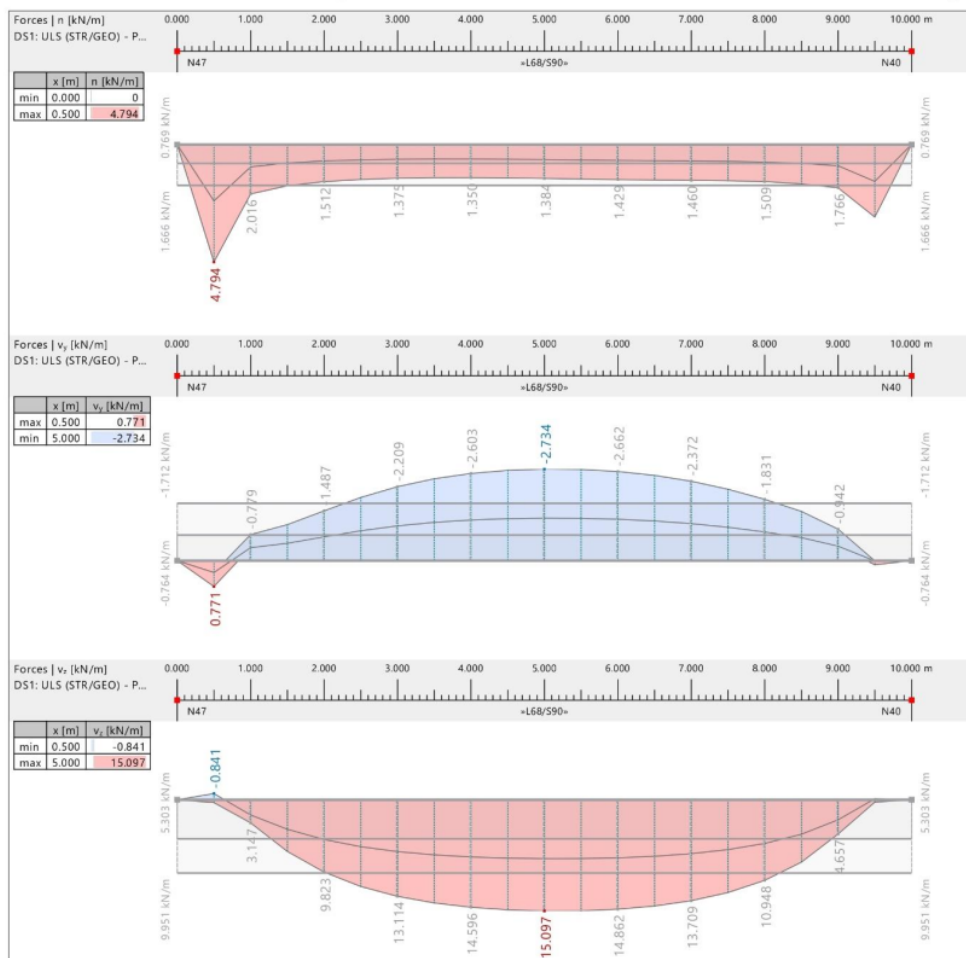 Forces | n [kN/m]
DS1: ULS (STR/GEO) - P...
0.000 1.000 2.000 3.000 4.000 5.000 6.000 7.000 8.000 9.000 10.000 m
N47 »L68/S90« N40
x [m] n [kN/m]
min 0.000 0
max 0.500 4.794
0.769 kN/m
1.666 kN/m
4.794
2.016
1.512
1.375
1.350
1.384
1.429
1.460
1.509
1.766
0.769 kN/m
1.666 kN/m
Forces | vy [kN/m]
DS1: ULS (STR/GEO) - P...
0.000 1.000 2.000 3.000 4.000 5.000 6.000 7.000 8.000 9.000 10.000 m
N47 »L68/S90« N40
x [m] vy [kN/m]
max 0.500 0.771
min 5.000 -2.734
-1.712 kN/m
-0.764 kN/m
0.771
-0.779
-1.487
-2.209
-2.603
-2.734
-2.662
-2.372
-1.831
-0.942
-1.712 kN/m
-0.764 kN/m
Forces | vz [kN/m]
DS1: ULS (STR/GEO) - P...
0.000 1.000 2.000 3.000 4.000 5.000 6.000 7.000 8.000 9.000 10.000 m
N47 »L68/S90« N40
x [m] vz [kN/m]
min 0.500 -0.841
max 5.000 15.097
5.303 kN/m
9.951 kN/m
-0.841
3.147
9.823
13.114
14.596
15.097
14.862
13.709
10.948
4.657
5.303 kN/m
9.951 kN/m